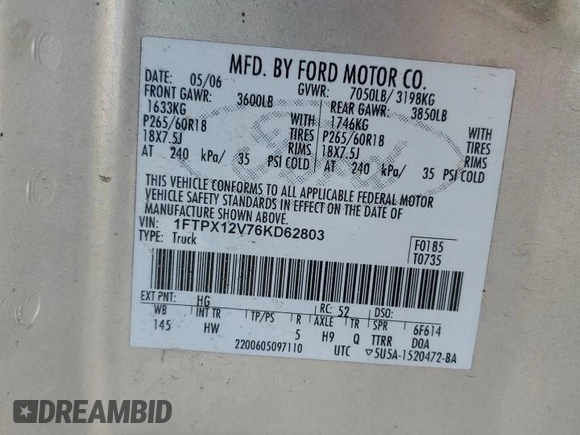 MFD. BY FORD MOTOR CO.
DATE: 05/06 GVWR: 7050LB/ 3198KG
FRONT GAWR: 3600LB REAR GAWR: 3850LB
1633KG WITH 1746KG WITH
P265/60R18 TIRES P265/60R18 TIRES
18X7.5J RIMS 18X7.5J RIMS
AT 240 kPa/ 35 PSI COLD AT 240 kPa/ 35 PSI COLD
THIS VEHICLE CONFORMS TO ALL APPLICABLE FEDERAL MOTOR
VEHICLE SAFETY STANDARDS IN EFFECT ON THE DATE OF
MANUFACTURE SHOWN ABOVE.
VIN: 1FTPX12V76KD62803
TYPE: Truck
F0185
T0735
EXT PNT: HG RC: 52 DSO:
WB INT TR TP/PS R AXLE TR SPR 6F614
145 HW 5 H9 Q TTRR DOA
2200605097110 UTC ▽5U5A-1520472-BA
Ford
DREAMBID